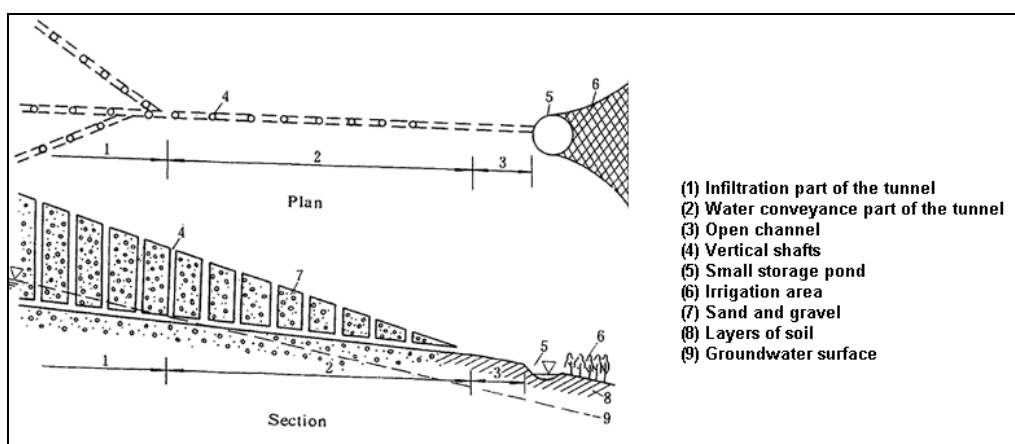 4
5
6
1
2
3
Plan
4
7
5
6
1
2
3
8
9
Section
(1) Infiltration part of the tunnel
(2) Water conveyance part of the tunnel
(3) Open channel
(4) Vertical shafts
(5) Small storage pond
(6) Irrigation area
(7) Sand and gravel
(8) Layers of soil
(9) Groundwater surface